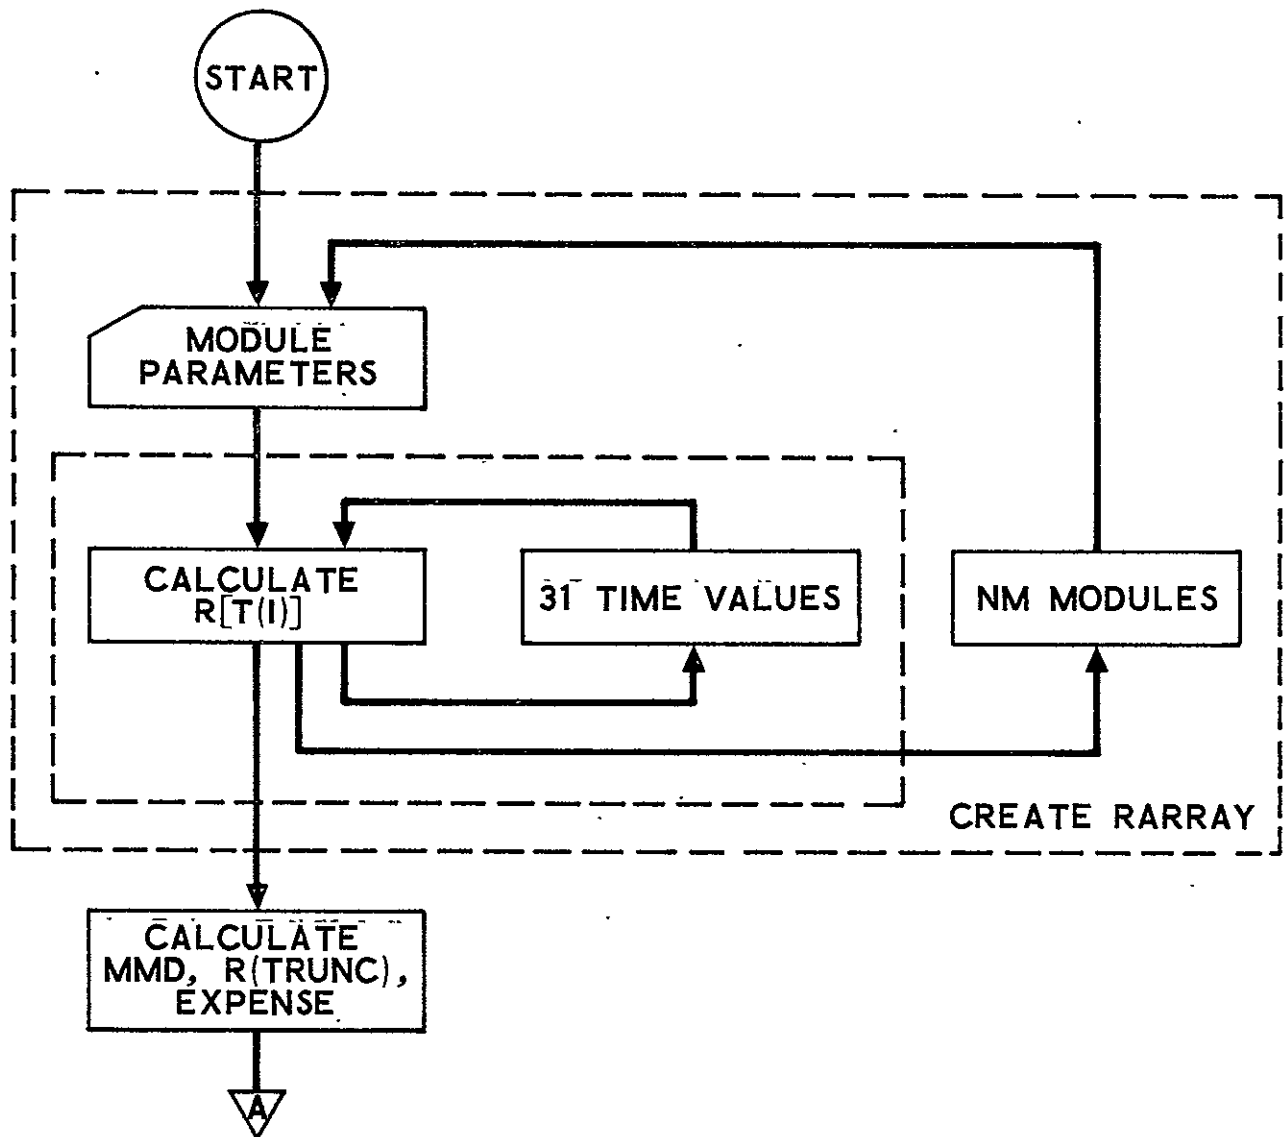 START
MODULE
PARAMETERS
CALCULATE
R[T(I)]
31 TIME VALUES
NM MODULES
CREATE RARRAY
CALCULATE
MMD, R(TRUNC),
EXPENSE
A